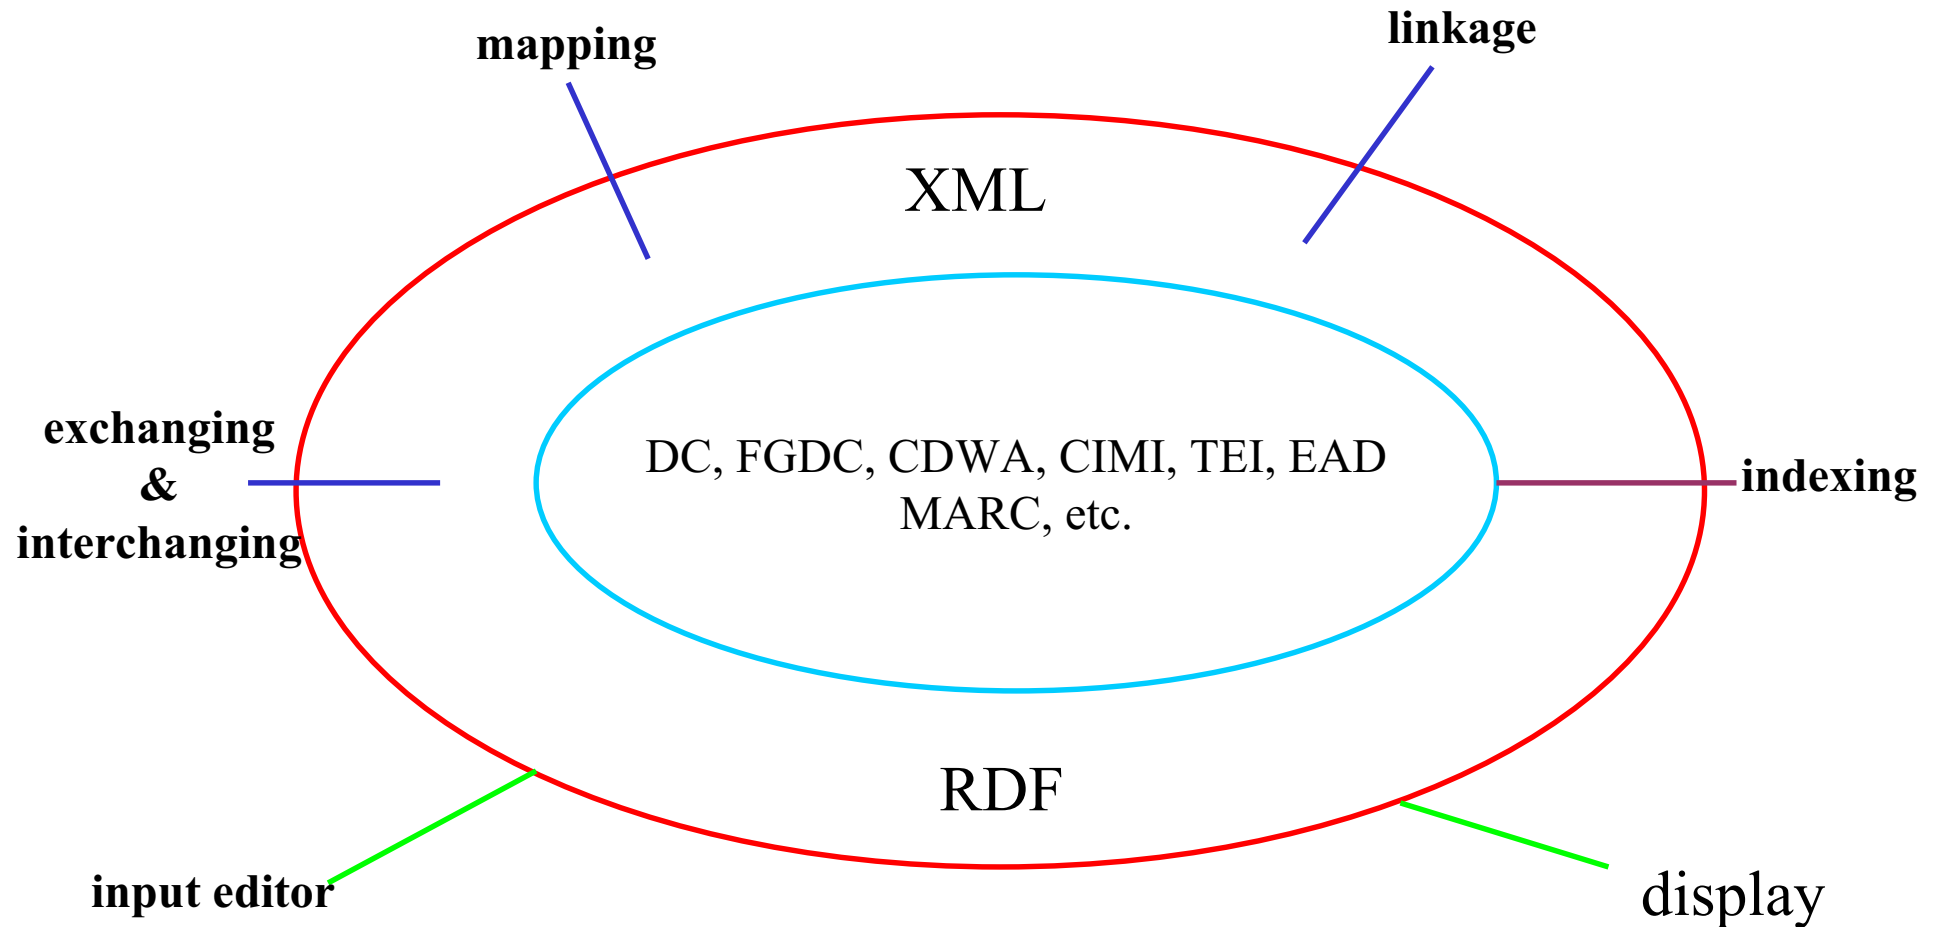 mapping
linkage
XML
exchanging
&
interchanging
DC, FGDC, CDWA, CIMI, TEI, EAD
MARC, etc.
indexing
RDF
input editor
display